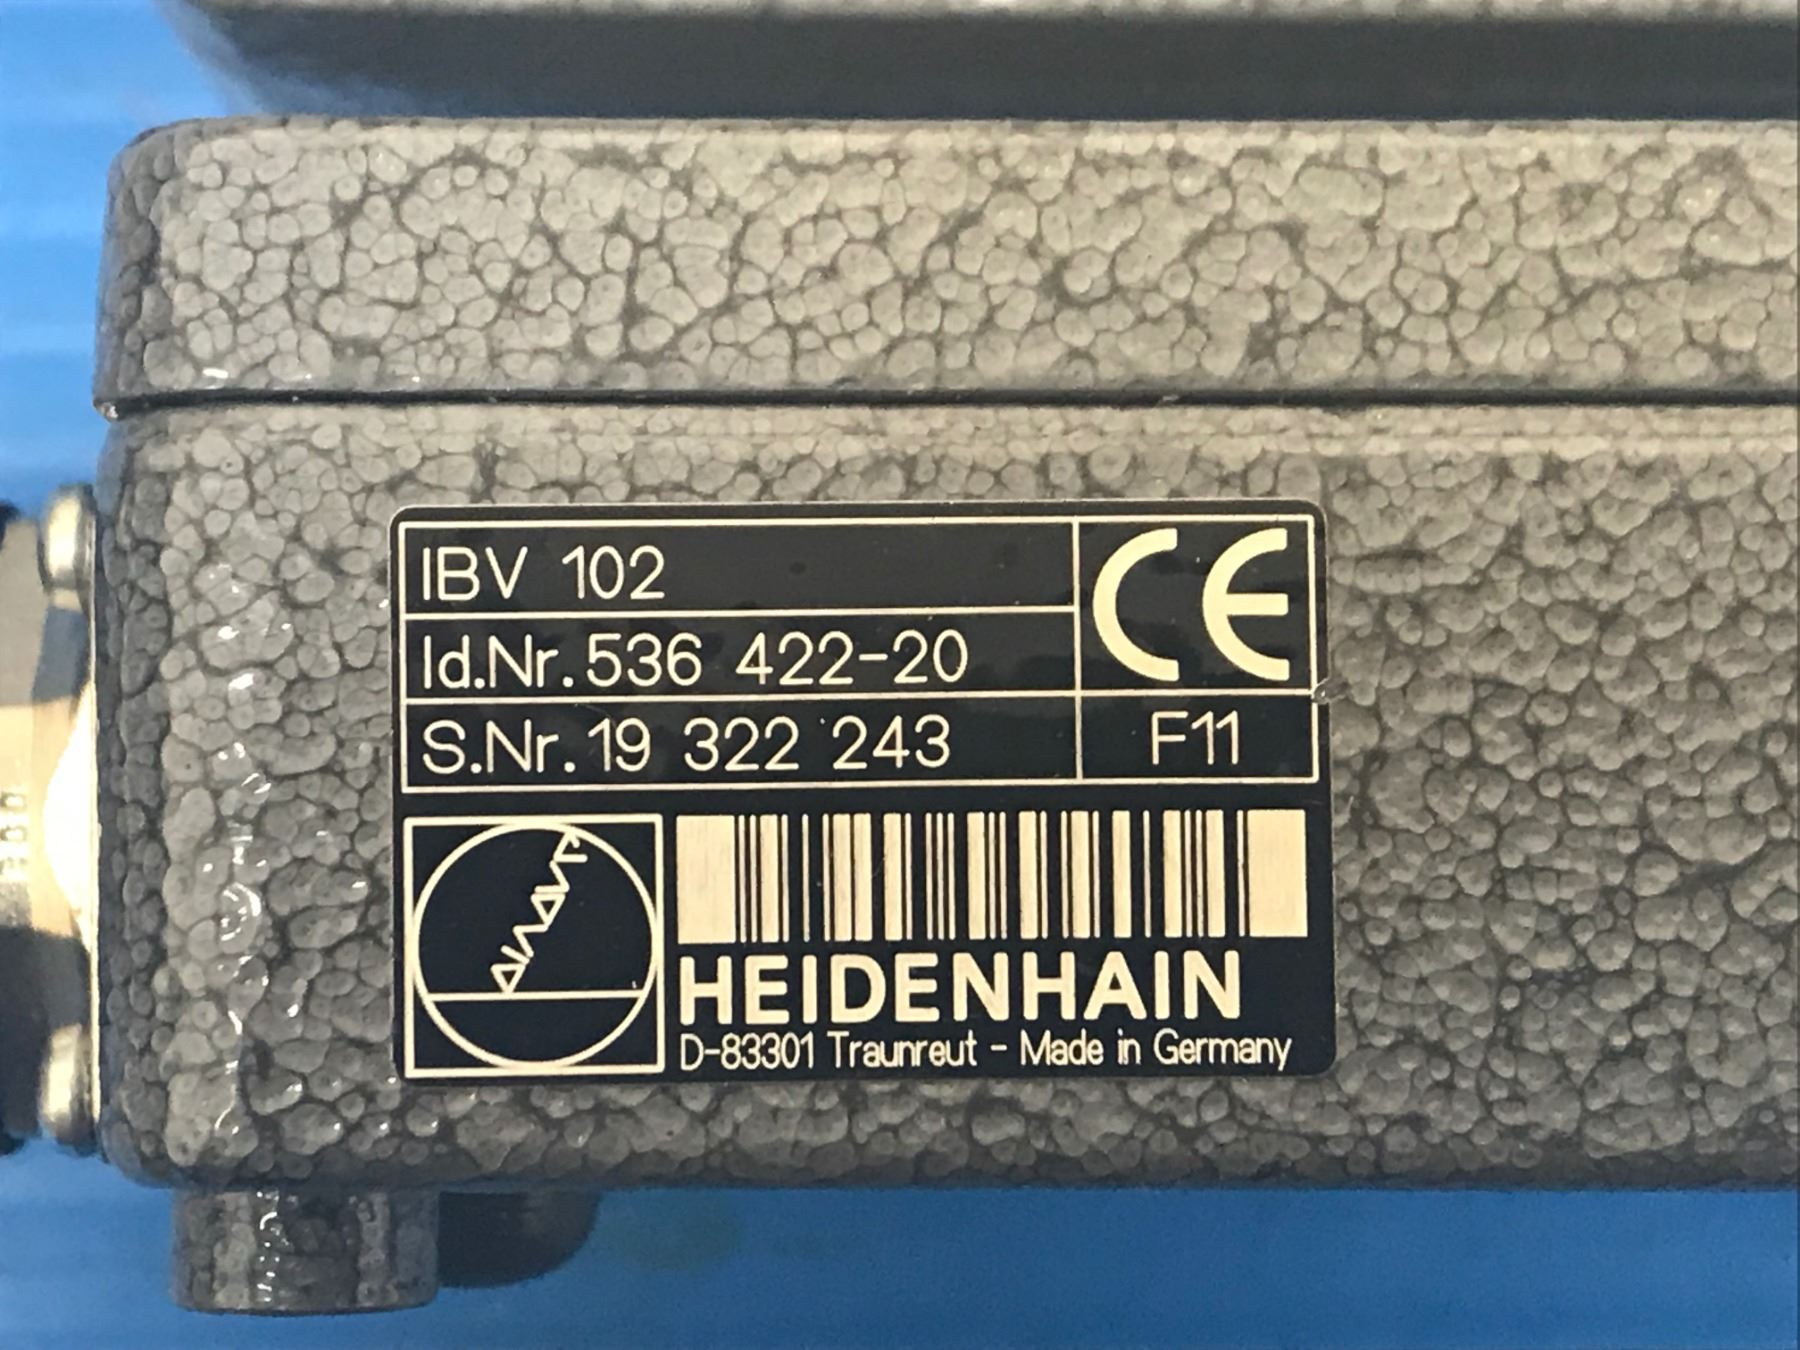 IBV 102
CE
Id.Nr. 536 422-20
S.Nr. 19 322 243
F11
HEIDENHAIN
D-83301 Traunreut - Made in Germany